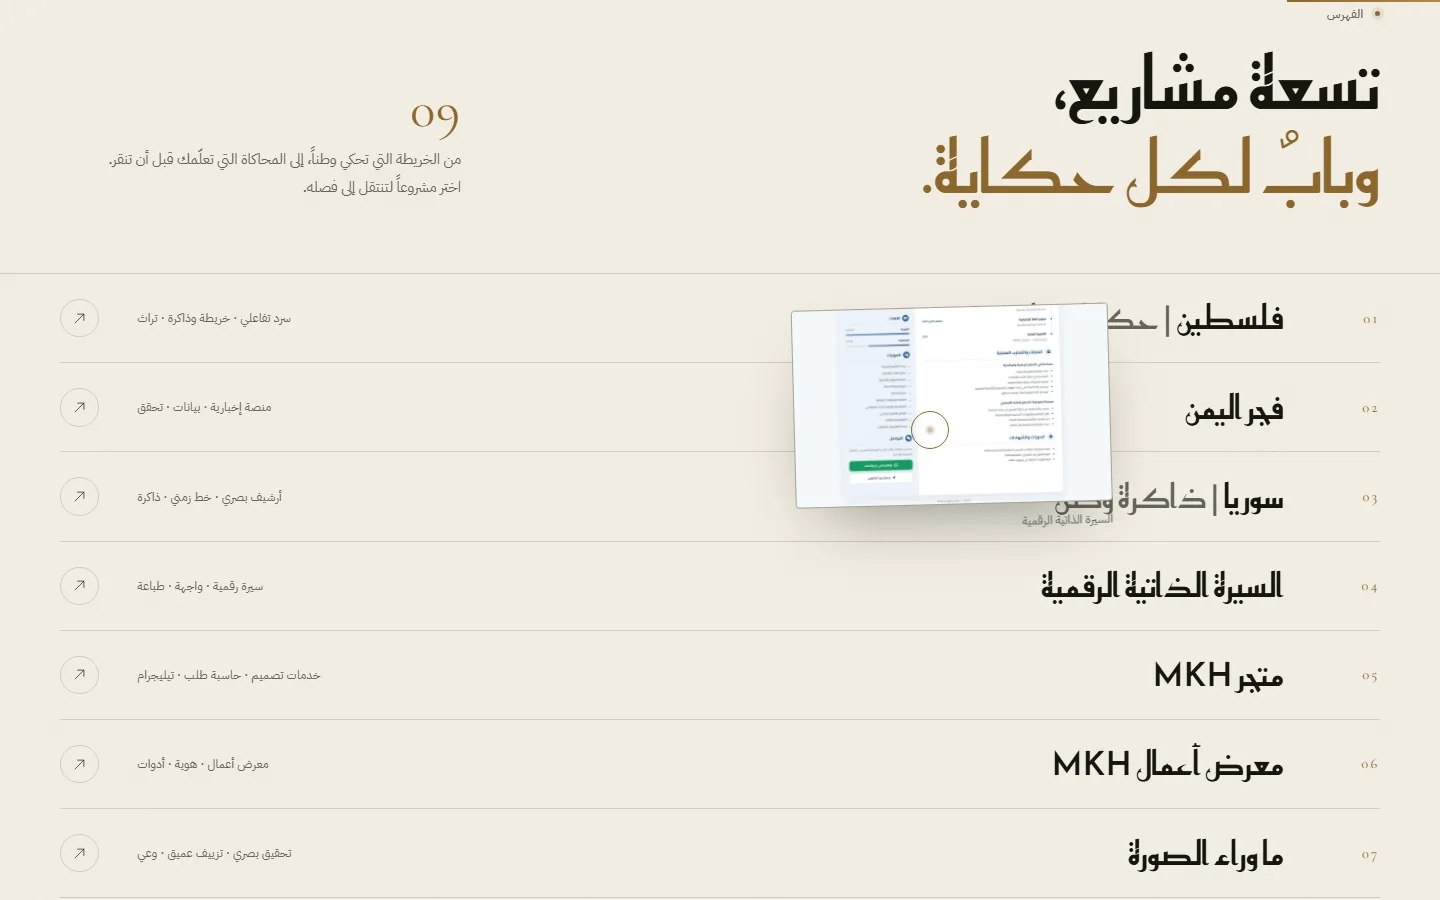 الفهرس
تسعة مشاريع،
وبابٌ لكل حكاية.
09
من الخريطة التي تحكي وطناً، إلى المحاكاة التي تعلّمك قبل أن تنقر.
اختر مشروعاً لتنتقل إلى فصله.
01 فلسطين | سرد تفاعلي · خريطة وذاكرة · تراث
02 فجر اليمن منصة إخبارية · بيانات · تحقق
03 سوريا | ذاكرة وطن أرشيف بصري · خط زمني · ذاكرة
السيرة الذاتية الرقمية
04 السيرة الذاتية الرقمية سيرة رقمية · واجهة · طباعة
05 متجر MKH خدمات تصميم · حاسبة طلب · تيليجرام
06 معرض أعمال MKH معرض أعمال · هوية · أدوات
07 ما وراء الصورة تحقيق بصري · تزييف عميق · وعي